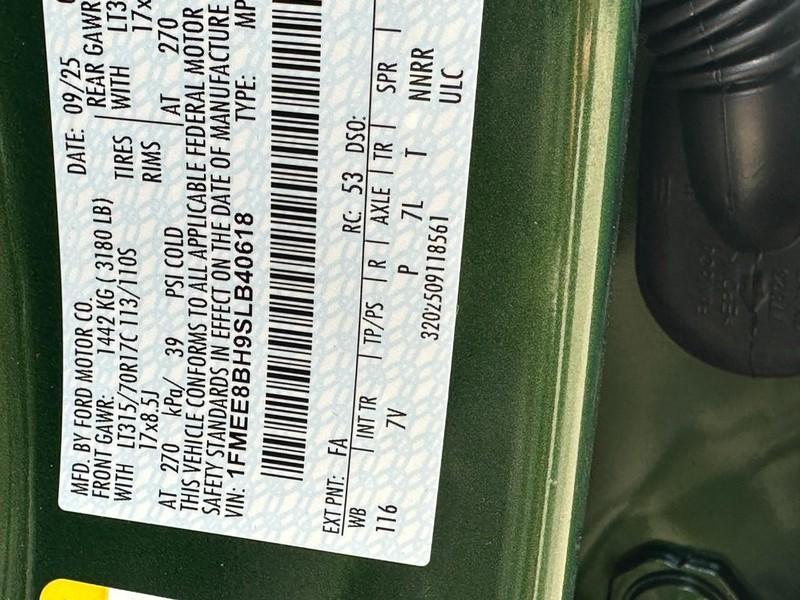 MFD. BY FORD MOTOR CO. DATE: 09/25
FRONT GAWR: 1442 KG ( 3180 LB) REAR GAWR
WITH LT315/70R17C 113/110S TIRES WITH
17x8.5J RIMS
AT 270 kPa/ 39 PSI COLD AT 270
THIS VEHICLE CONFORMS TO ALL APPLICABLE FEDERAL MOTOR
SAFETY STANDARDS IN EFFECT ON THE DATE OF MANUFACTURE
VIN: 1FMEE8BH9SLB40618 TYPE: MP
EXT PNT: FA RC: 53 DSO:
WB | INT TR | TP/PS | R | AXLE | TR | SPR |
116 7V P 7L T NNRR
3202509118561 ULC